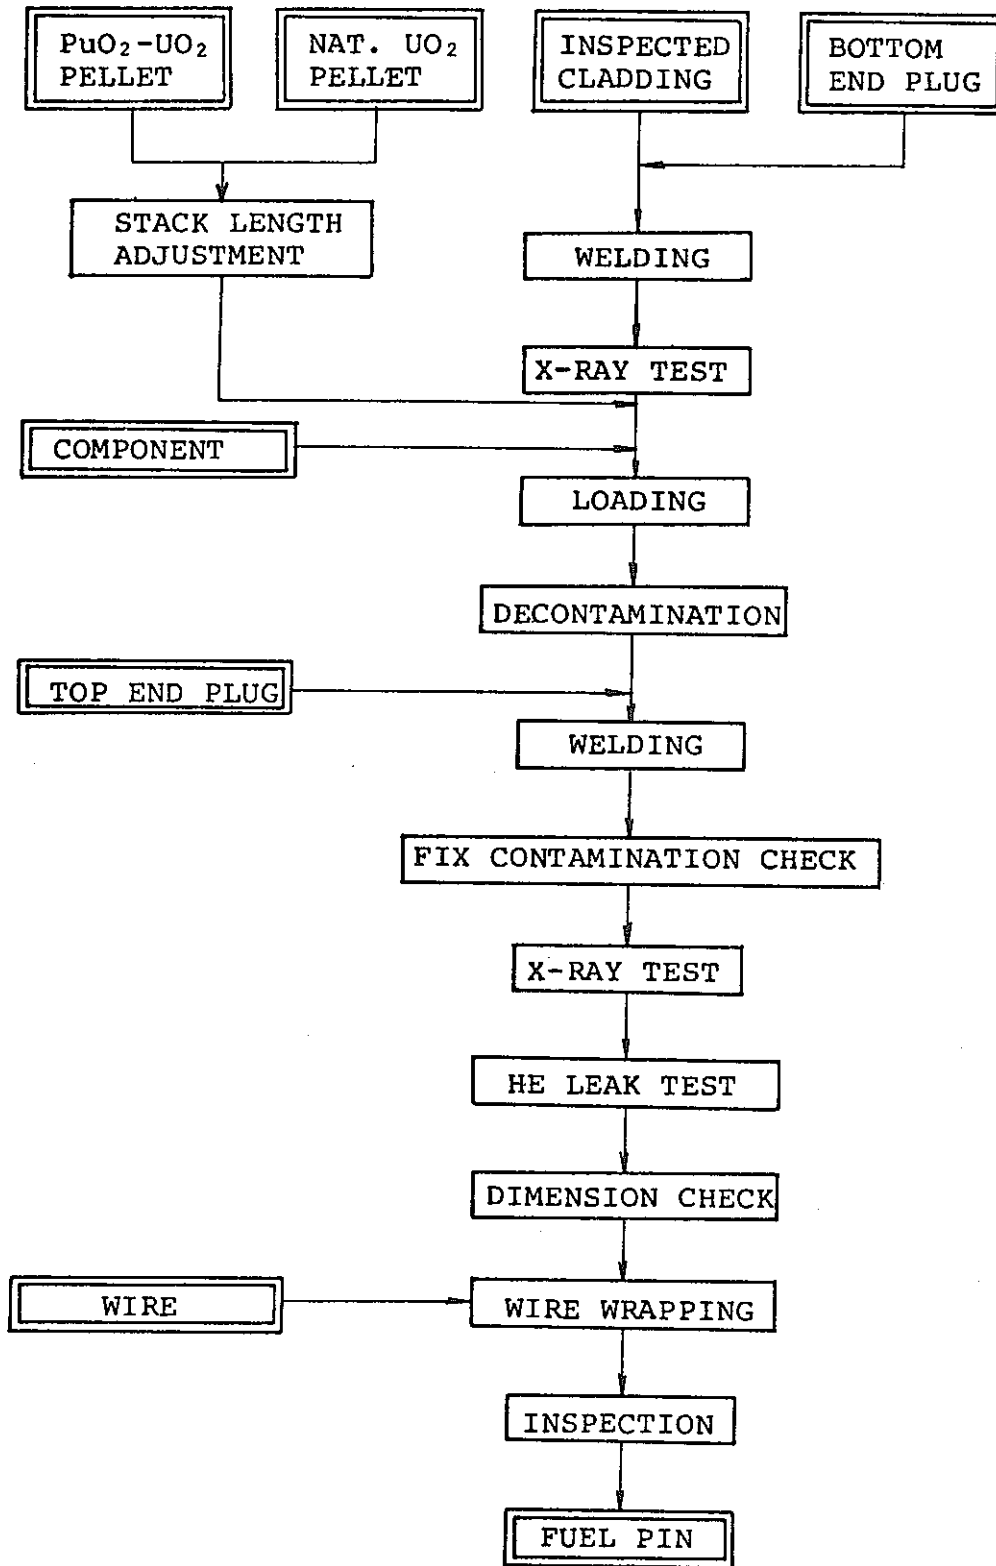 PuO₂-UO₂
PELLET
NAT. UO₂
PELLET
INSPECTED
CLADDING
BOTTOM
END PLUG
STACK LENGTH
ADJUSTMENT
WELDING
X-RAY TEST
COMPONENT
LOADING
DECONTAMINATION
TOP END PLUG
WELDING
FIX CONTAMINATION CHECK
X-RAY TEST
HE LEAK TEST
DIMENSION CHECK
WIRE
WIRE WRAPPING
INSPECTION
FUEL PIN